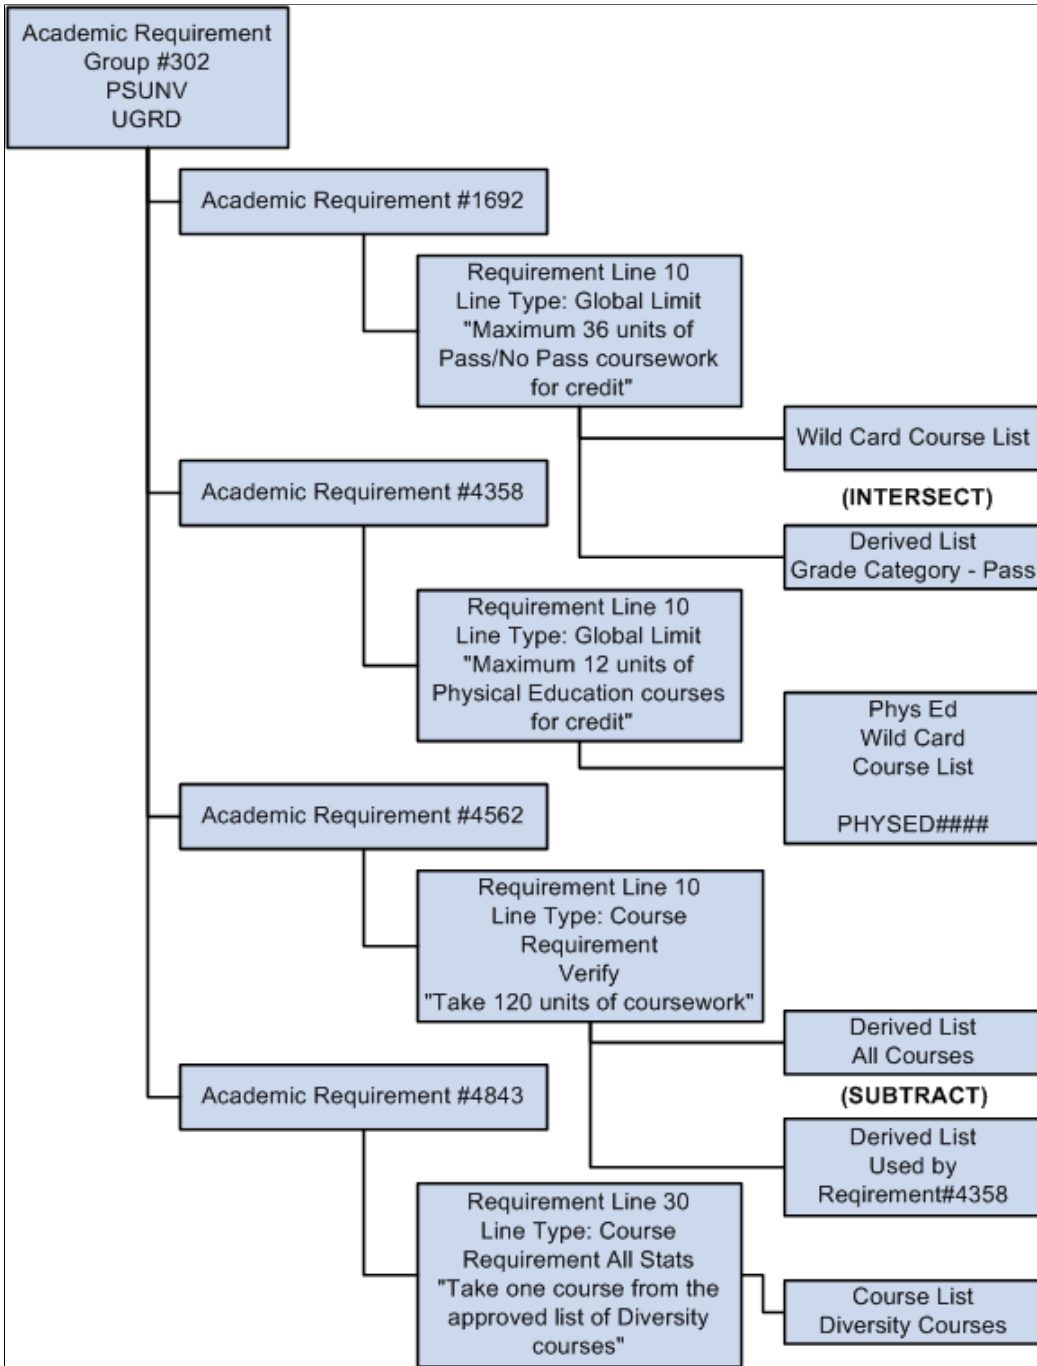 Academic Requirement
Group #302
PSUNV
UGRD
Academic Requirement #1692
Requirement Line 10
Line Type: Global Limit
"Maximum 36 units of
Pass/No Pass coursework
for credit"
Wild Card Course List
(INTERSECT)
Derived List
Grade Category - Pass
Academic Requirement #4358
Requirement Line 10
Line Type: Global Limit
"Maximum 12 units of
Physical Education courses
for credit"
Phys Ed
Wild Card
Course List
PHYSED####
Academic Requirement #4562
Requirement Line 10
Line Type: Course
Requirement
Verify
"Take 120 units of coursework"
Derived List
All Courses
(SUBTRACT)
Derived List
Used by
Reqirement#4358
Academic Requirement #4843
Requirement Line 30
Line Type: Course
Requirement All Stats
"Take one course from the
approved list of Diversity
courses"
Course List
Diversity Courses